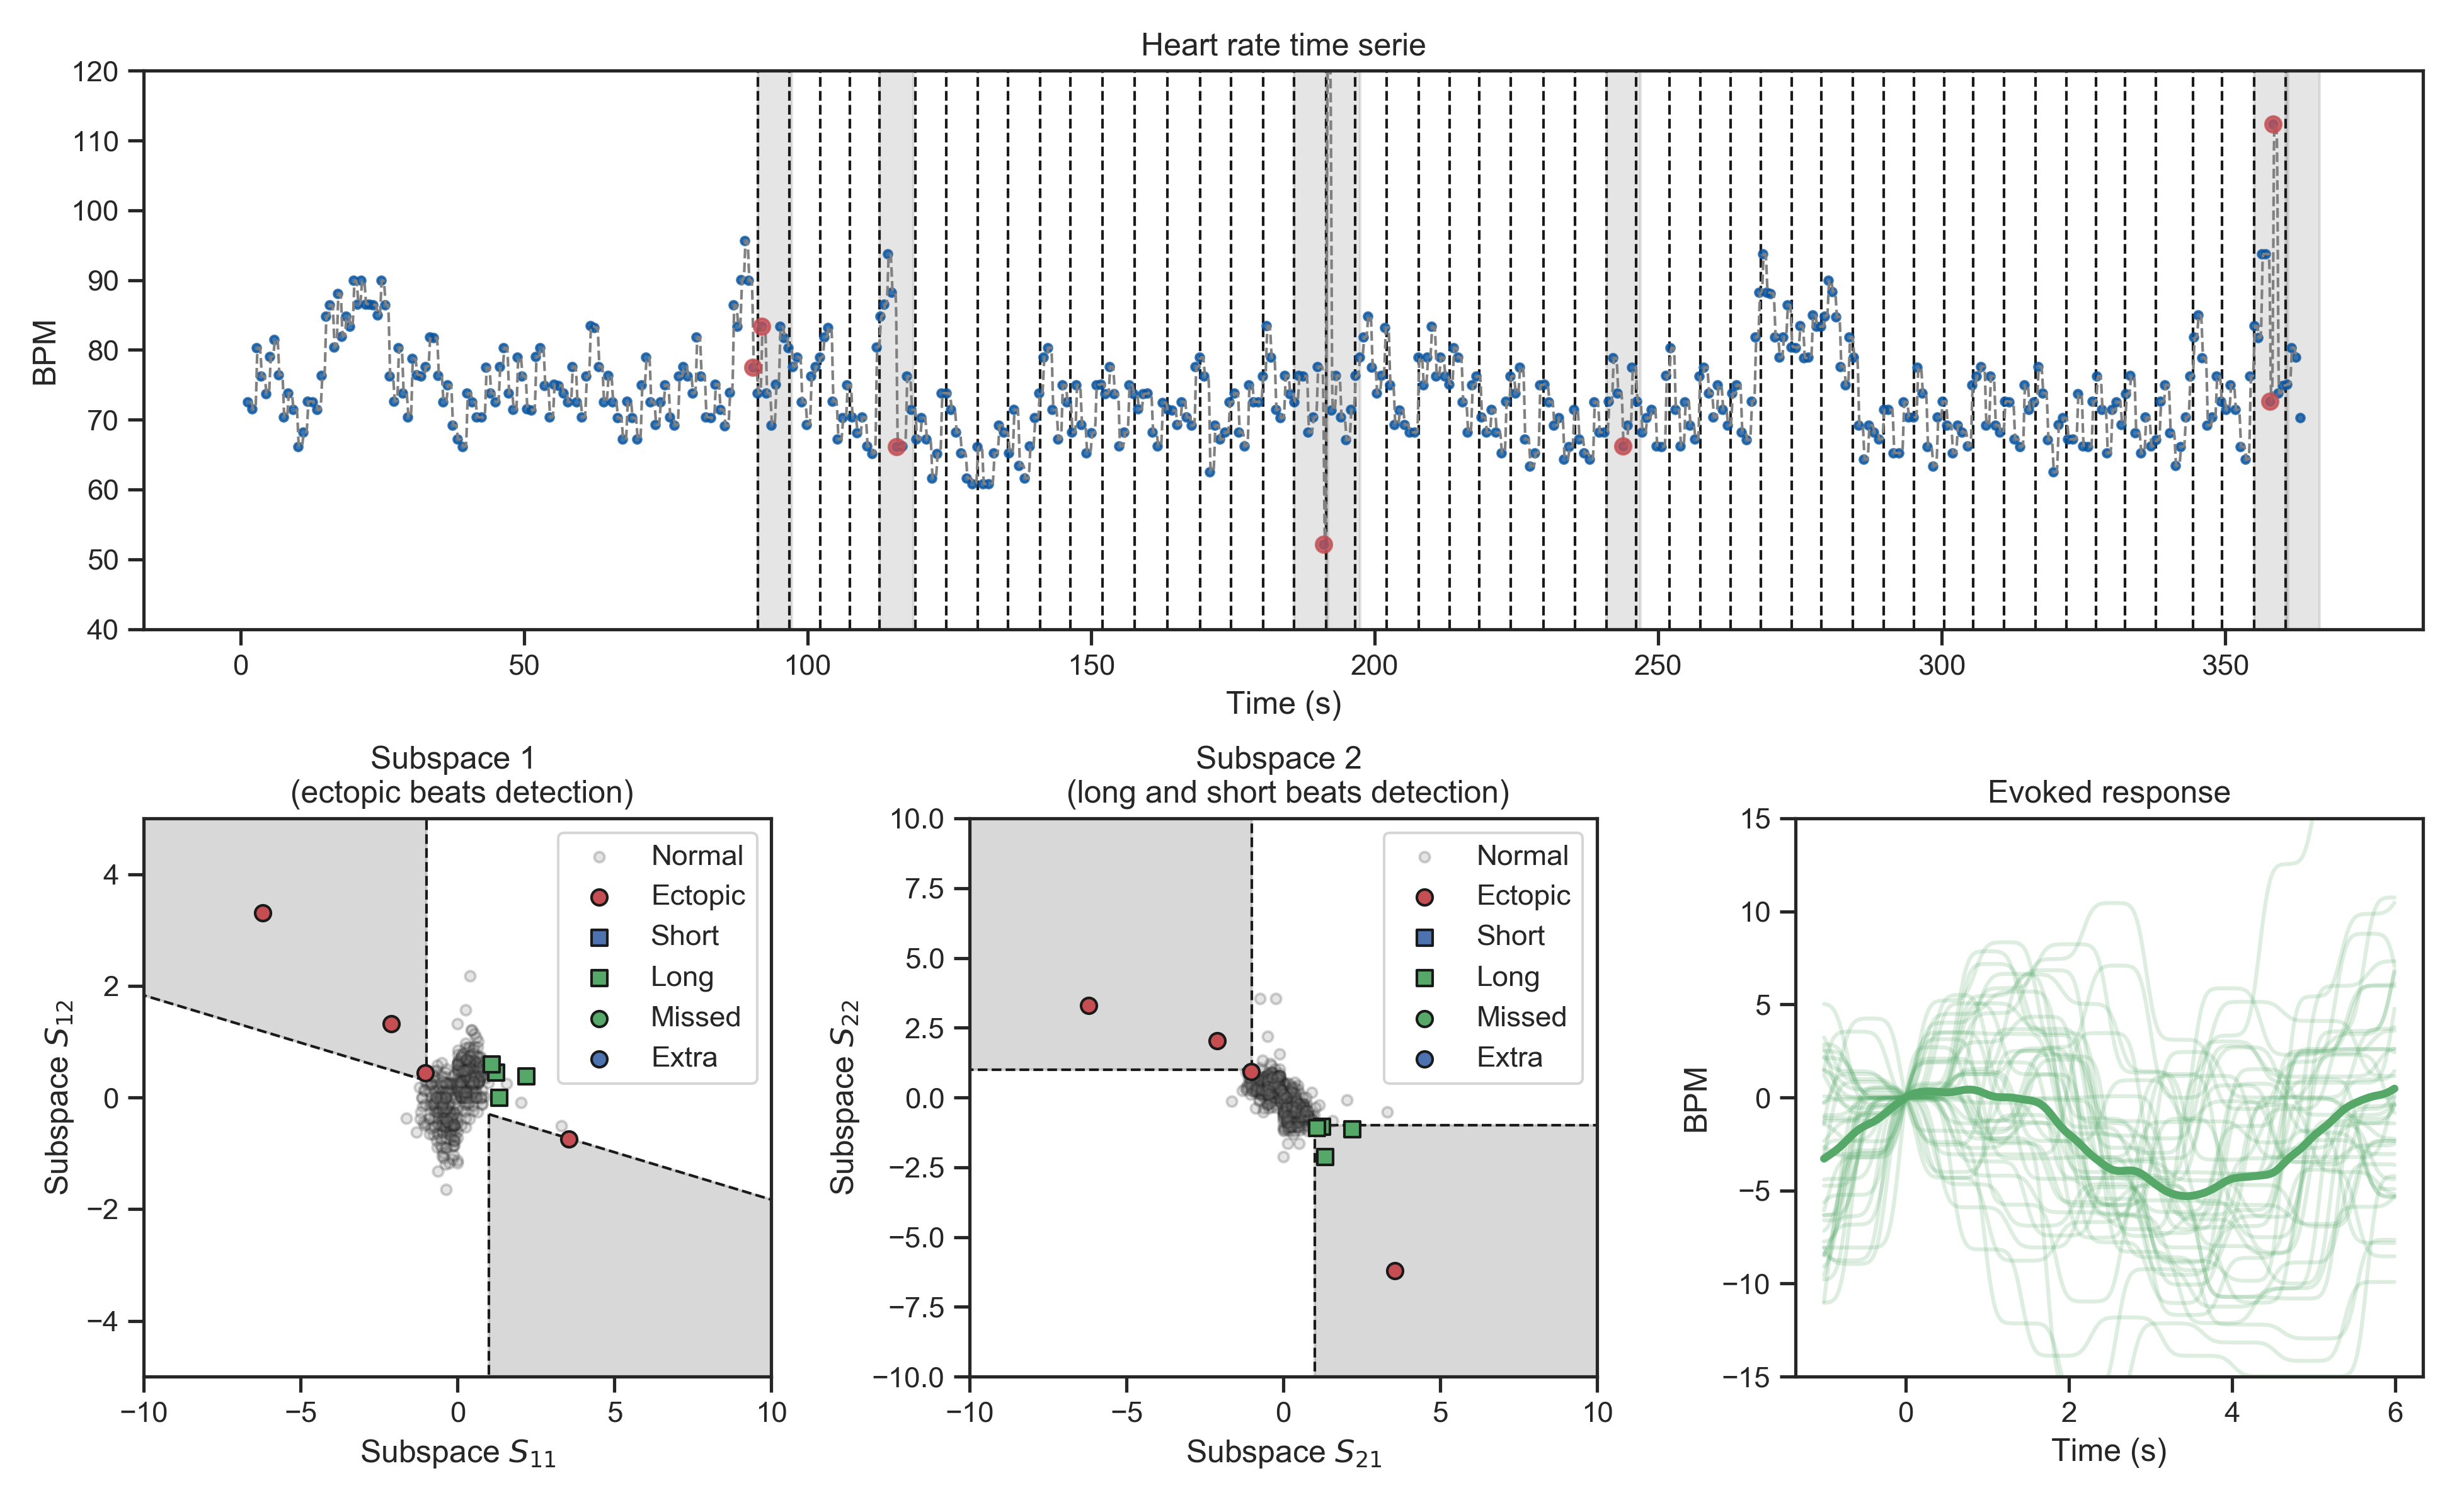 Heart rate time serie
120
110
100
90
80
70
60
50
40
BPM
0 50 100 150 200 250 300 350
Time (s)
Subspace 1
(ectopic beats detection)
4
2
0
−2
−4
Subspace S12
Normal
Ectopic
Short
Long
Missed
Extra
−10 −5 0 5 10
Subspace S11
Subspace 2
(long and short beats detection)
10.0
7.5
5.0
2.5
0.0
−2.5
−5.0
−7.5
−10.0
Subspace S22
Normal
Ectopic
Short
Long
Missed
Extra
−10 −5 0 5 10
Subspace S21
Evoked response
15
10
5
0
−5
−10
−15
BPM
0 2 4 6
Time (s)